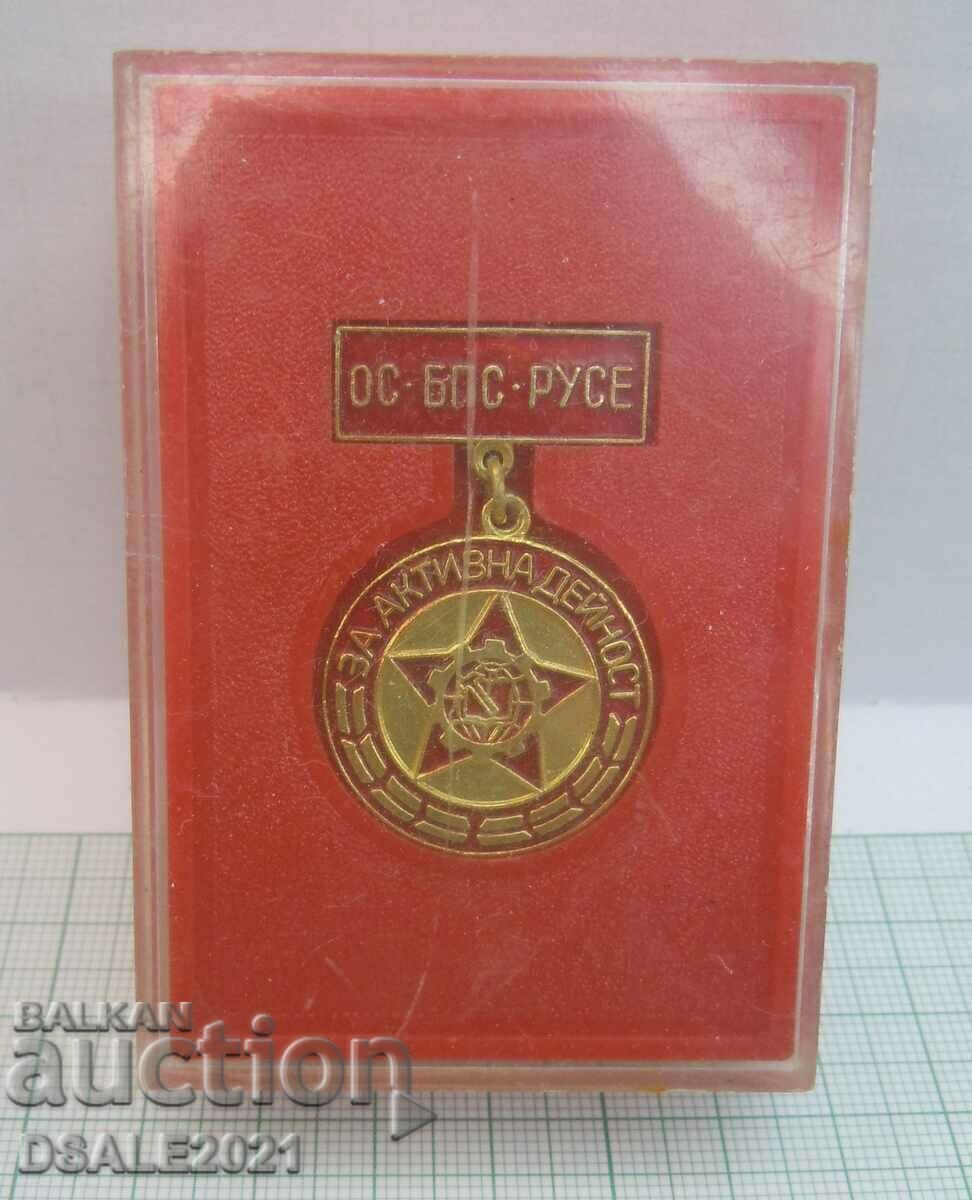 ОС·БПС·РУСЕ
ЗА АКТИВНА ДЕЙНОСТ
BALKAN
auction
DSALE2021